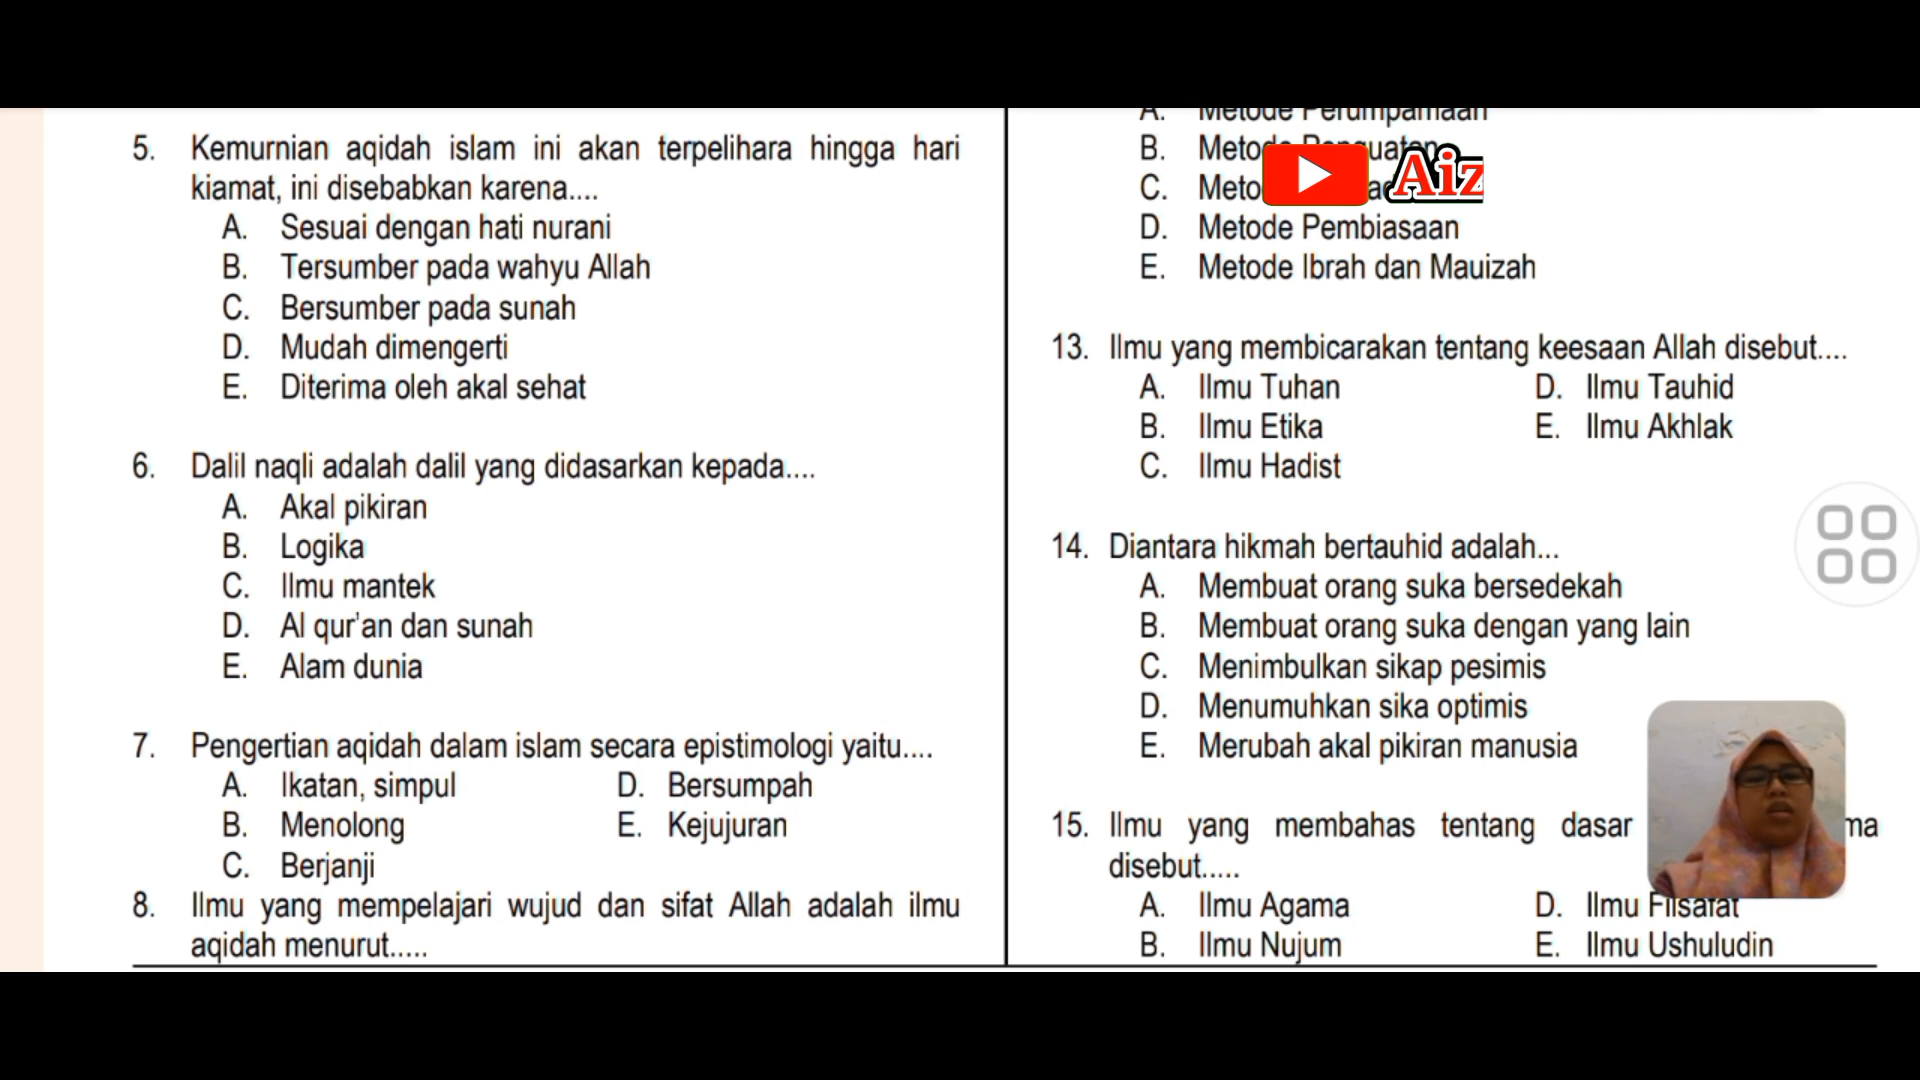 5. Kemurnian aqidah islam ini akan terpelihara hingga hari
kiamat, ini disebabkan karena....
A. Sesuai dengan hati nurani
B. Tersumber pada wahyu Allah
C. Bersumber pada sunah
D. Mudah dimengerti
E. Diterima oleh akal sehat
6. Dalil naqli adalah dalil yang didasarkan kepada....
A. Akal pikiran
B. Logika
C. Ilmu mantek
D. Al qur'an dan sunah
E. Alam dunia
7. Pengertian aqidah dalam islam secara epistimologi yaitu....
A. Ikatan, simpul D. Bersumpah
B. Menolong E. Kejujuran
C. Berjanji
8. Ilmu yang mempelajari wujud dan sifat Allah adalah ilmu
aqidah menurut.....
A. Metode Perumpamaan
B.
C.
D. Metode Pembiasaan
E. Metode Ibrah dan Mauizah
Aiz
13. Ilmu yang membicarakan tentang keesaan Allah disebut....
A. Ilmu Tuhan D. Ilmu Tauhid
B. Ilmu Etika E. Ilmu Akhlak
C. Ilmu Hadist
14. Diantara hikmah bertauhid adalah...
A. Membuat orang suka bersedekah
B. Membuat orang suka dengan yang lain
C. Menimbulkan sikap pesimis
D. Menumuhkan sika optimis
E. Merubah akal pikiran manusia
15. Ilmu yang membahas tentang dasar
disebut.....
A. Ilmu Agama D. Ilmu Filsafat
B. Ilmu Nujum E. Ilmu Ushuludin